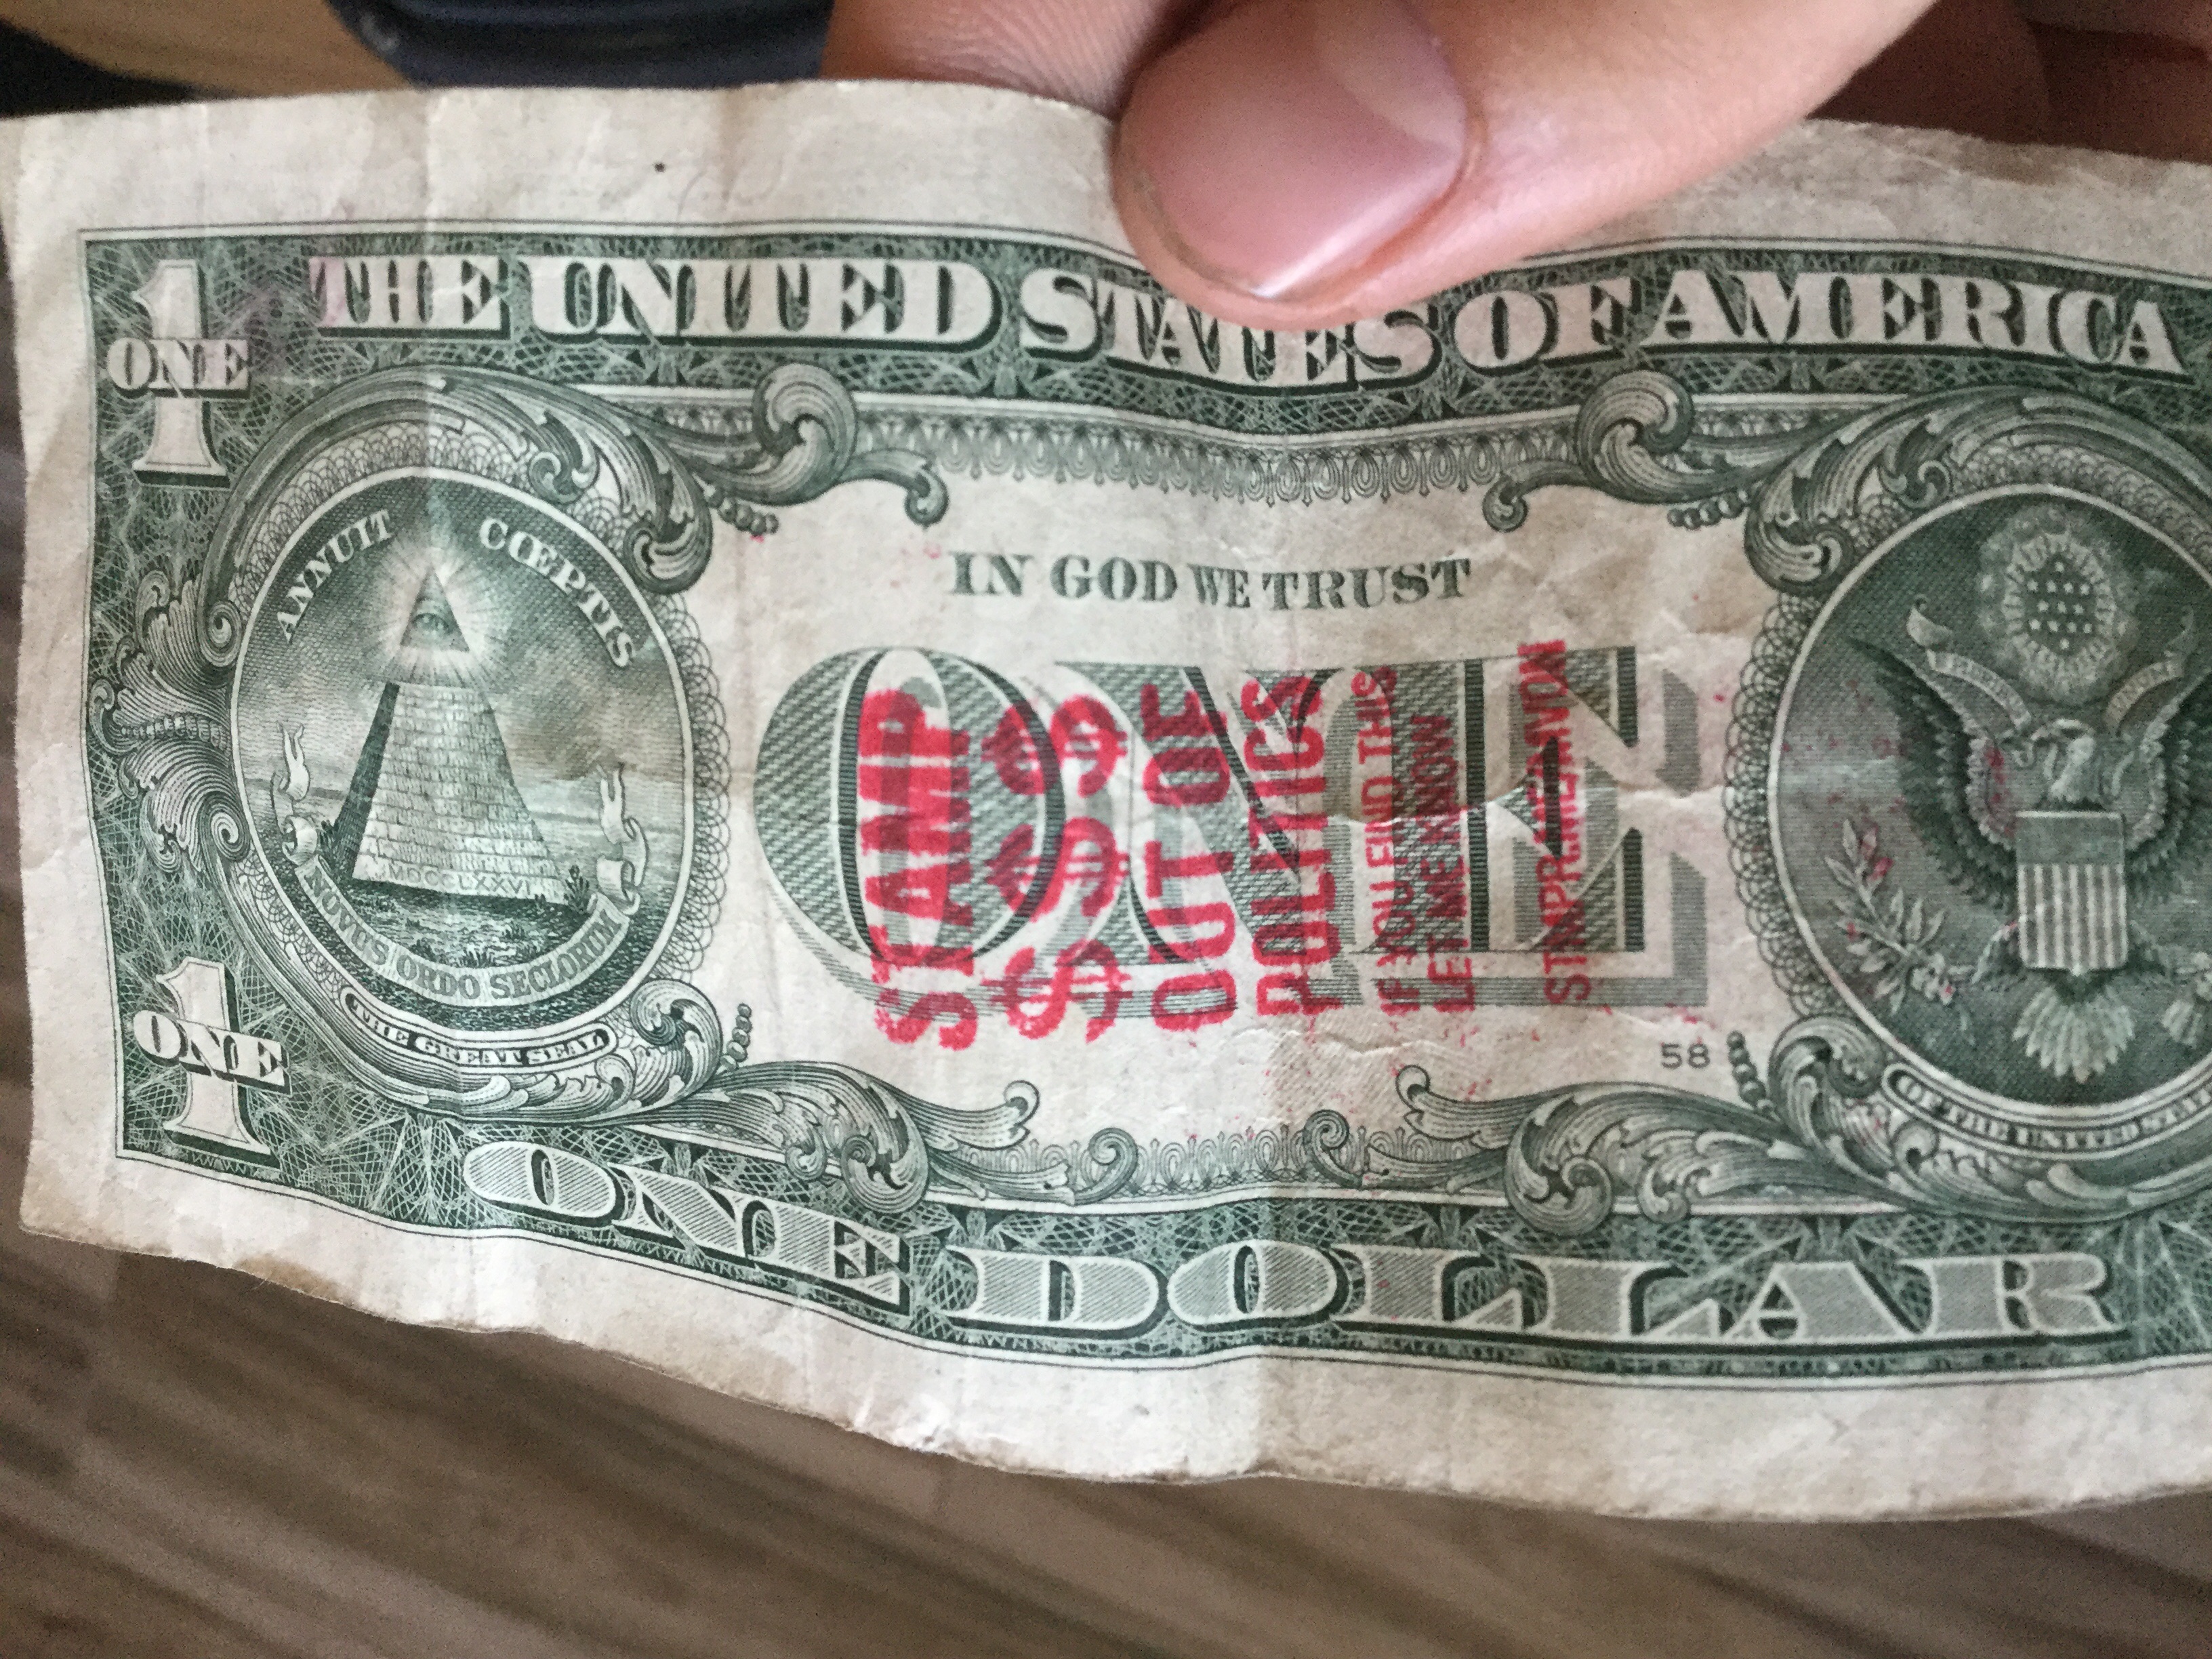 THE UNITED STATES OF AMERICA
1
ONE
ANNUIT COEPTIS
MDCCLXXVI
NOVUS ORDO SECLORUM
THE GREAT SEAL
IN GOD WE TRUST
ONE
STAMP
$$$
OUT OF
POLITICS
IF YOU FIND THIS
LET ME KNOW
58
OF THE UNITED STATES
1
ONE
ONE DOLLAR